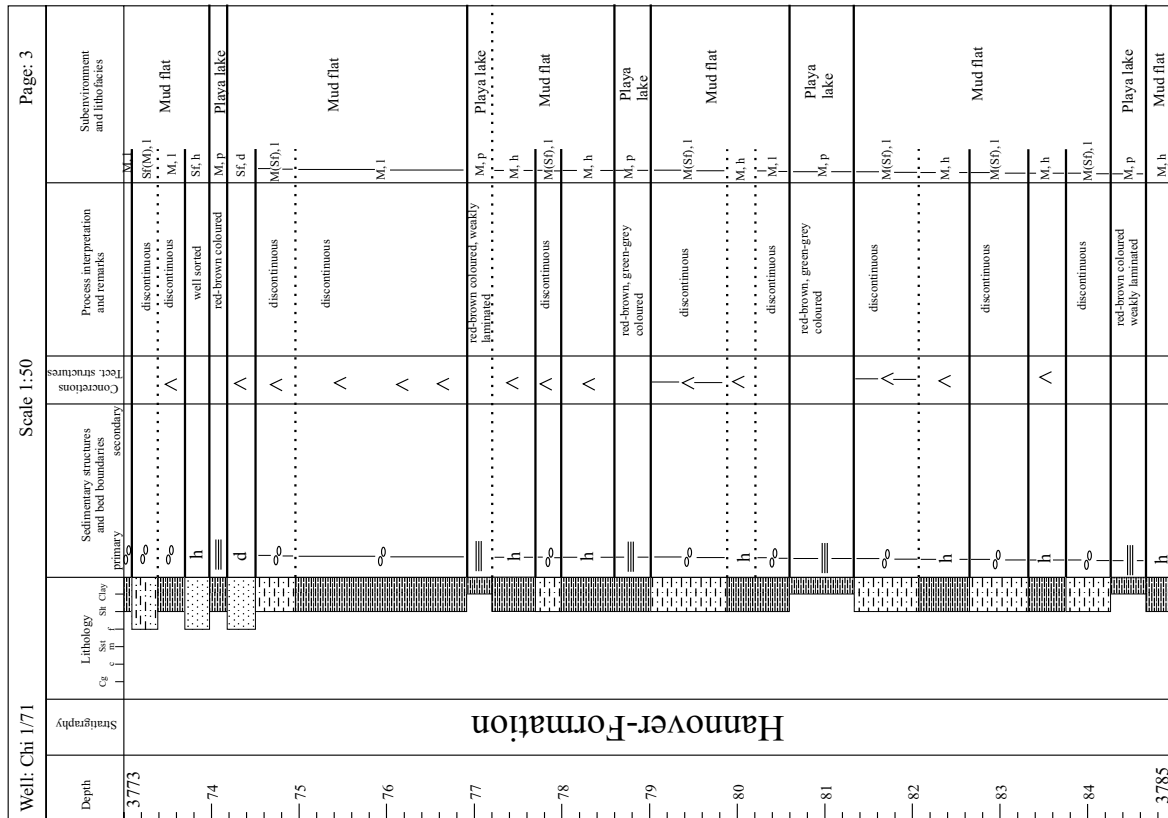 Well: Chi 1/71
Scale 1:50
Page: 3
Depth
Stratigraphy
Lithology
Cg c m f Slt Clay
Sst
Sedimentary structures
and bed boundaries
primary secondary
Concretions
Tect. structures
Process interpretation
and remarks
Subenvironment
and lithofacies
3773
74
75
76
77
78
79
80
81
82
83
84
3785
Hannover-Formation
h
d
h
h
h
h
h
h
discontinuous
discontinuous
well sorted
red-brown coloured
discontinuous
discontinuous
red-brown coloured, weakly
laminated
discontinuous
red-brown, green-grey
coloured
discontinuous
discontinuous
red-brown, green-grey
coloured
discontinuous
discontinuous
discontinuous
red-brown coloured
weakly laminated
M, l
Sf(M), l
M, l
Sf, h
M, p
Sf, d
M(Sf), l
M, l
M, p
M, h
M(Sf), l
M, h
M, p
M(Sf), l
M, h
M, l
M, p
M(Sf), l
M, h
M(Sf), l
M, h
M(Sf), l
M, p
M, h
Mud flat
Playa lake
Mud flat
Playa lake
Mud flat
Playa
lake
Mud flat
Playa
lake
Mud flat
Playa lake
Mud flat